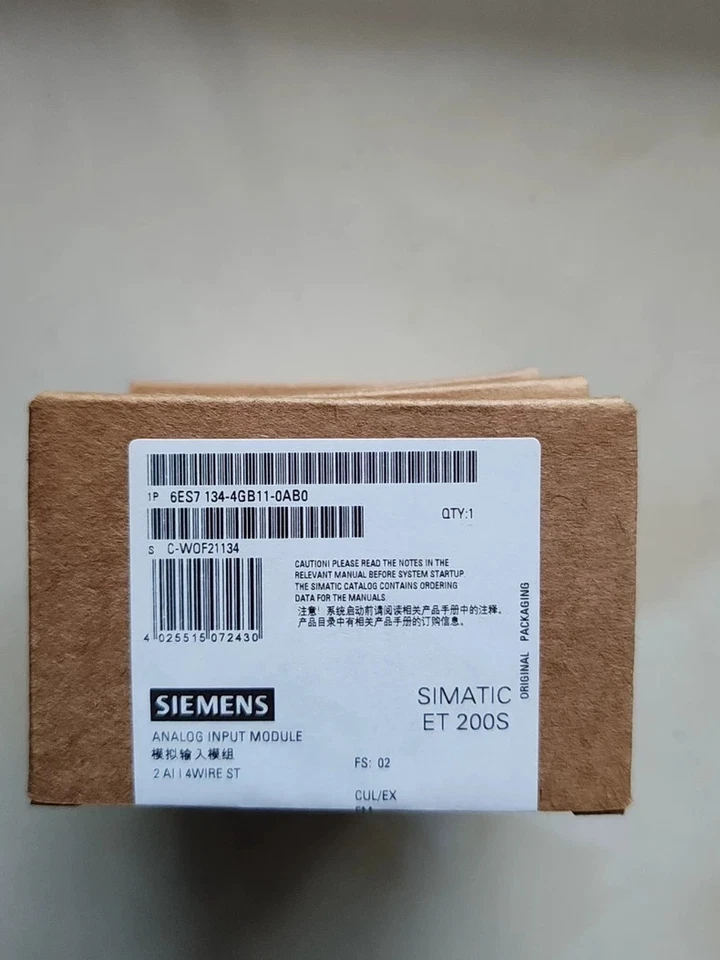 1P 6ES7 134-4GB11-0AB0
QTY:1
S C-WOF21134
4 025515 072430
CAUTION! PLEASE READ THE NOTES IN THE
RELEVANT MANUAL BEFORE SYSTEM STARTUP.
THE SIMATIC CATALOG CONTAINS ORDERING
DATA FOR THE MANUALS.
注意！系统启动前请阅读相关产品手册中的注释。
产品目录中有相关产品手册的订购信息。
ORIGINAL PACKAGING
SIEMENS
SIMATIC
ET 200S
ANALOG INPUT MODULE
模拟输入模组
2 AI I 4WIRE ST
FS: 02
CUL/EX